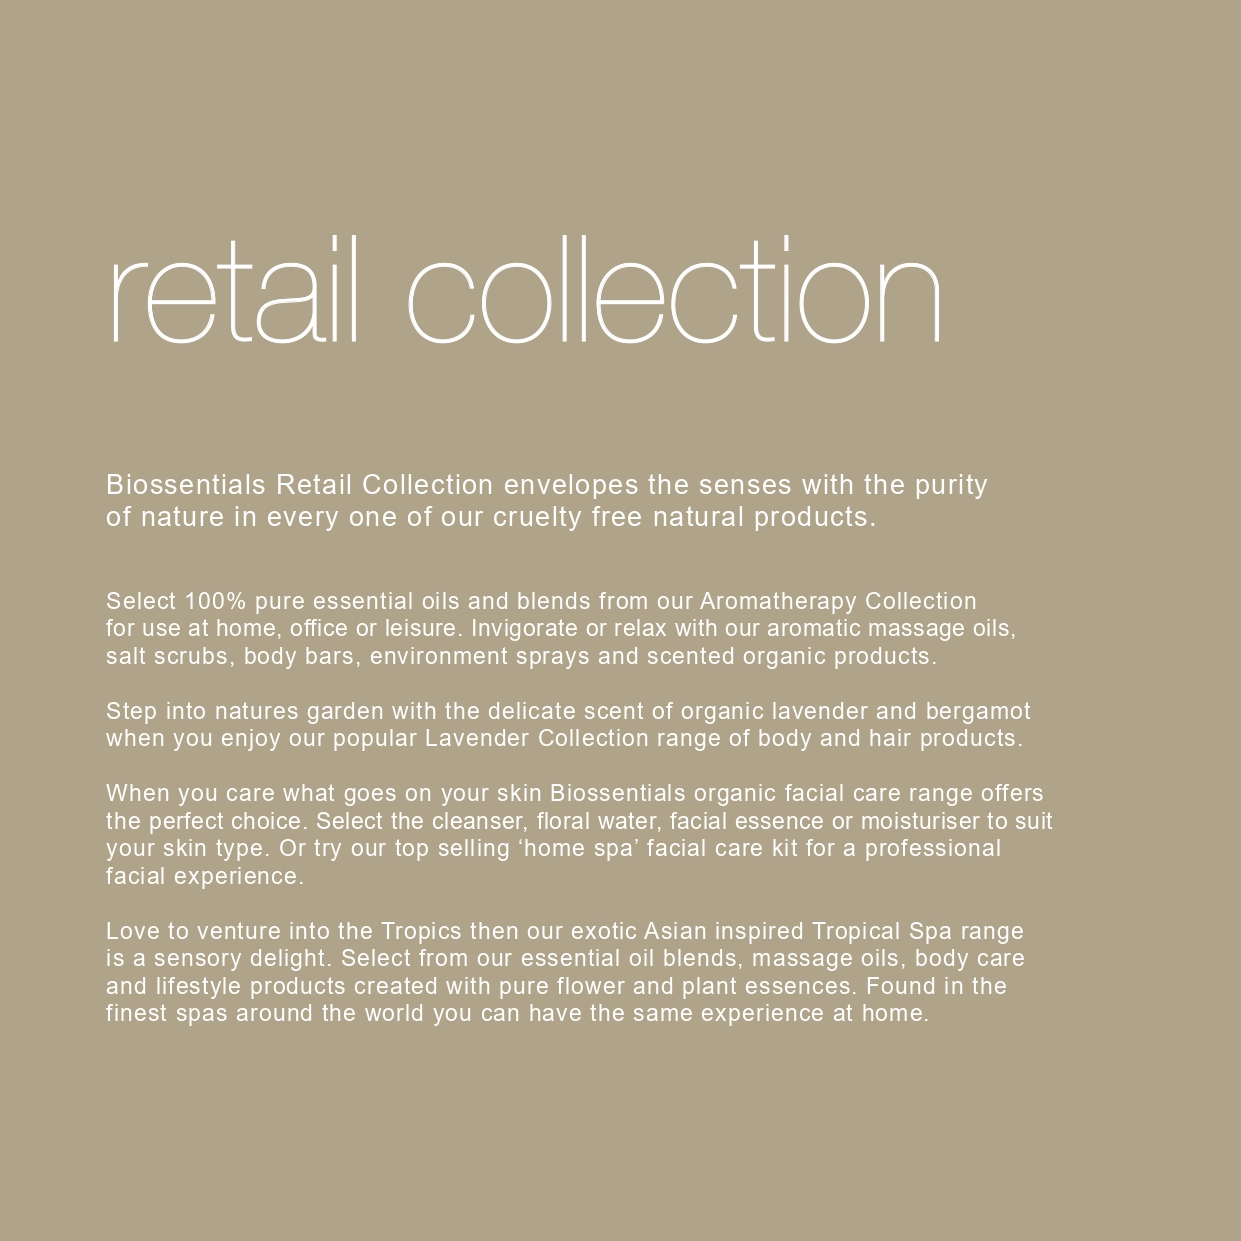 retail collection
Biossentials Retail Collection envelopes the senses with the purity
of nature in every one of our cruelty free natural products.
Select 100% pure essential oils and blends from our Aromatherapy Collection
for use at home, office or leisure. Invigorate or relax with our aromatic massage oils,
salt scrubs, body bars, environment sprays and scented organic products.
Step into natures garden with the delicate scent of organic lavender and bergamot
when you enjoy our popular Lavender Collection range of body and hair products.
When you care what goes on your skin Biossentials organic facial care range offers
the perfect choice. Select the cleanser, floral water, facial essence or moisturiser to suit
your skin type. Or try our top selling ‘home spa’ facial care kit for a professional
facial experience.
Love to venture into the Tropics then our exotic Asian inspired Tropical Spa range
is a sensory delight. Select from our essential oil blends, massage oils, body care
and lifestyle products created with pure flower and plant essences. Found in the
finest spas around the world you can have the same experience at home.